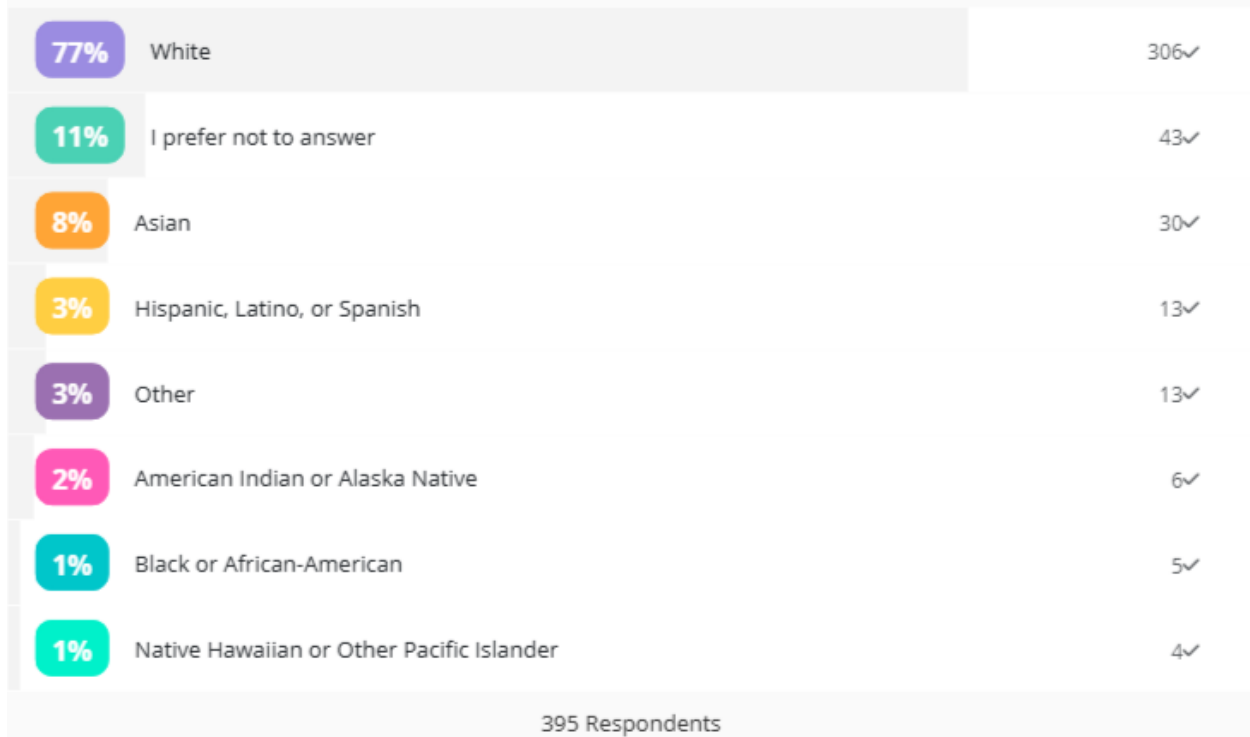 77% White 306✓
11% I prefer not to answer 43✓
8% Asian 30✓
3% Hispanic, Latino, or Spanish 13✓
3% Other 13✓
2% American Indian or Alaska Native 6✓
1% Black or African-American 5✓
1% Native Hawaiian or Other Pacific Islander 4✓
395 Respondents